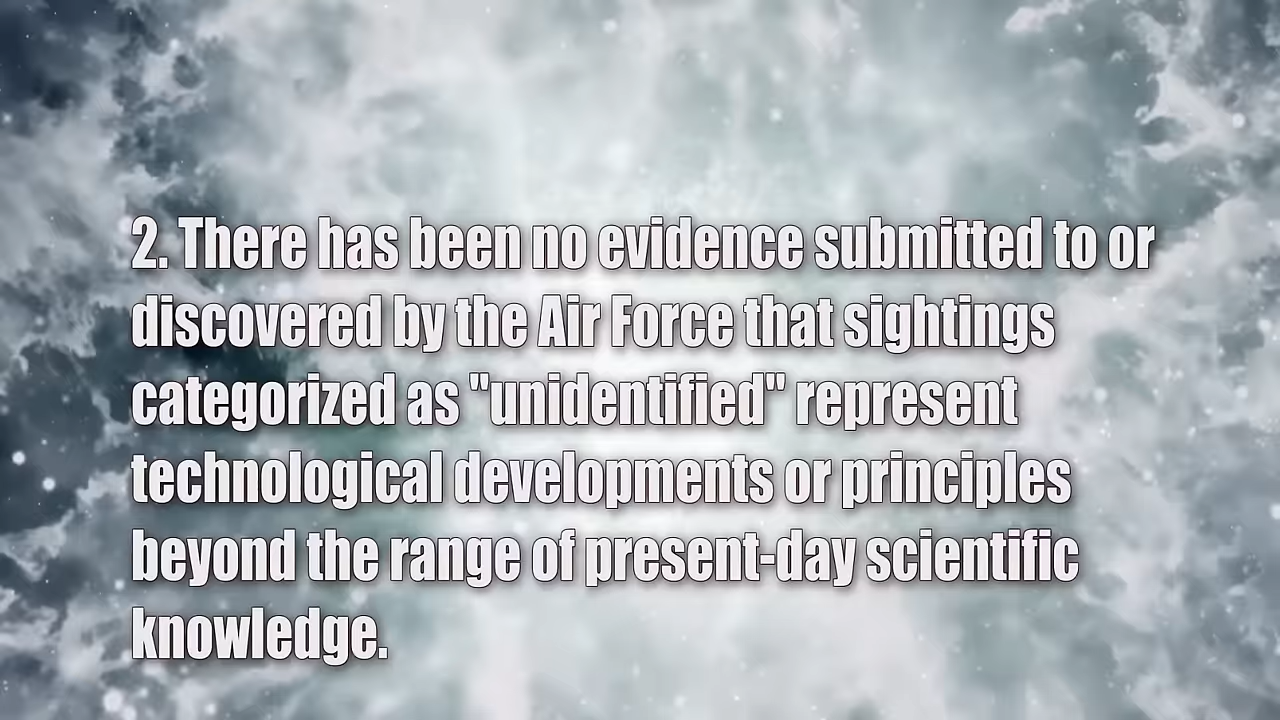 2. There has been no evidence submitted to or
discovered by the Air Force that sightings
categorized as "unidentified" represent
technological developments or principles
beyond the range of present-day scientific
knowledge.